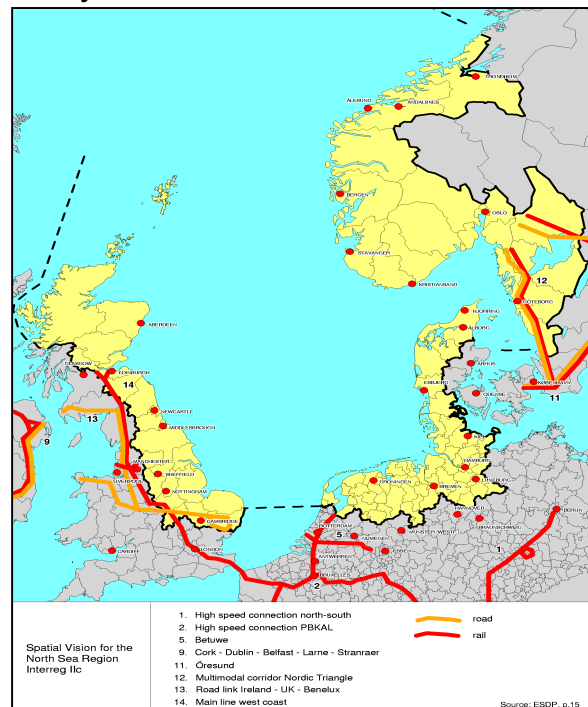 TRONDHEIM
ÅLESUND
ANDALSNES
BERGEN
OSLO
STAVANGER
KRISTIANSAND
12
GÖTEBORG
HJØRRING
ÅLBORG
ABERDEEN
ÅRHUS
GLASGOW
EDINBURGH
14
ESBJERG
KØBENHAVN
ODENSE
11
NEWCASTLE
13
MIDDLESBROUGH
9
KIEL
MANCHESTER
HAMBURG
LIVERPOOL
SHEFFIELD
GRONINGEN
LÜNEBURG
NOTTINGHAM
BREMEN
BERLIN
HANNOVER
CAMBRIDGE
ROTTERDAM
BRAUNSCHWEIG
MÜNSTER (WESTF.)
5
NIJMEGEN
CARDIFF
LONDON
ESSEN
1
ANTWERPEN
BRUXELLES
2
1. High speed connection north-south
2. High speed connection PBKAL
5. Betuwe
9. Cork - Dublin - Belfast - Larne - Stranraer
11. Öresund
12. Multimodal corridor Nordic Triangle
13. Road link Ireland - UK - Benelux
14. Main line west coast
road
rail
Spatial Vision for the
North Sea Region
Interreg IIc
Source: ESDP, p.15